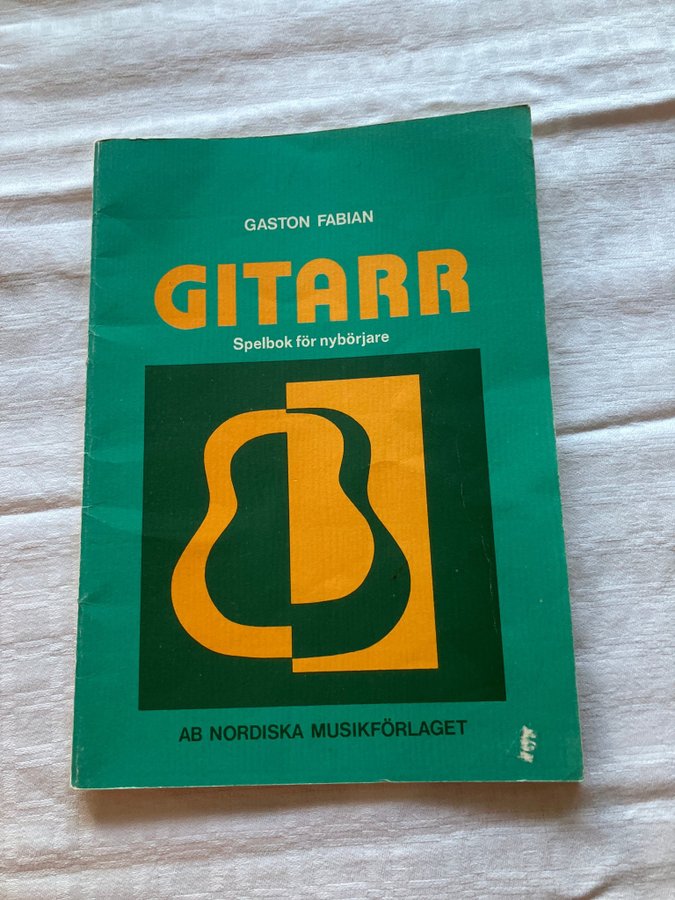 GASTON FABIAN
GITARR
Spelbok för nybörjare
AB NORDISKA MUSIKFÖRLAGET